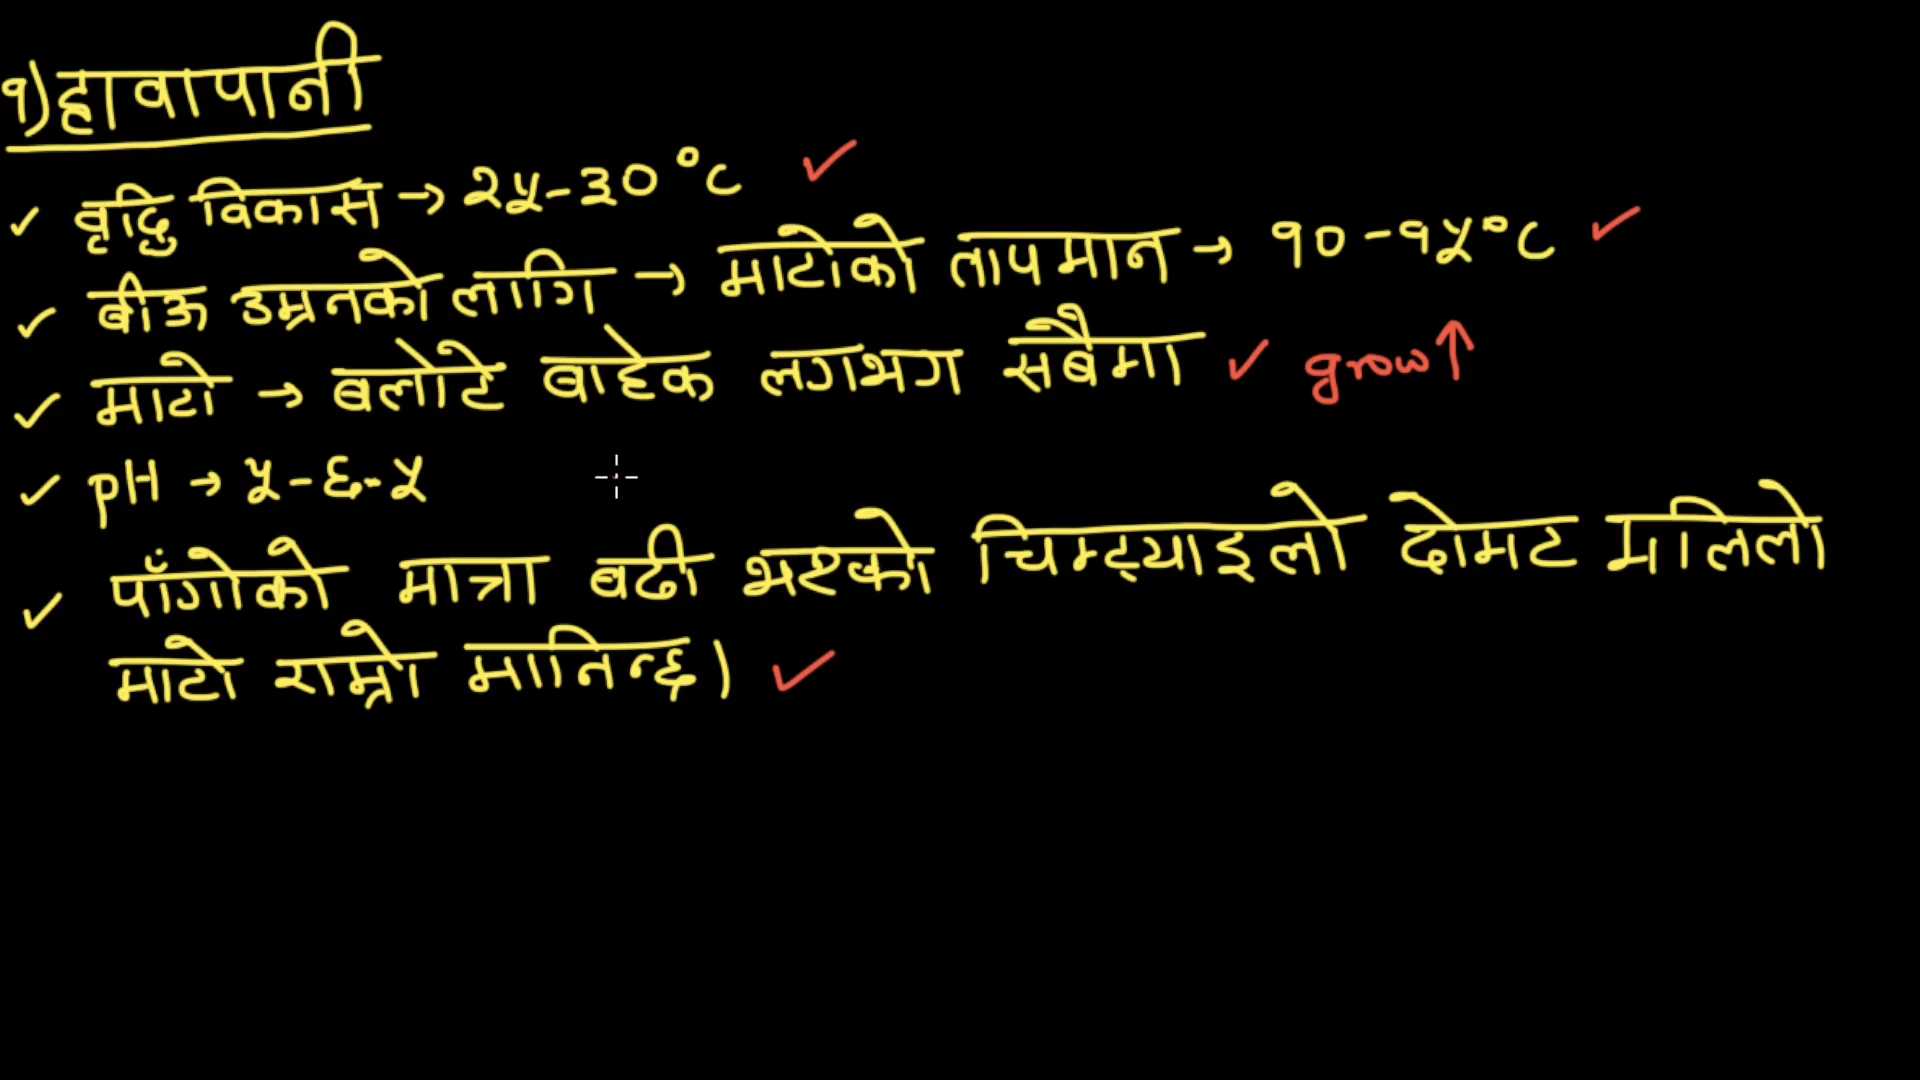 १) हावापानी
✓ वृद्धि विकास → २५-३०°C ✓
✓ बीऊ उम्रनको लागि → माटोको तापमान → १०-१५°C ✓
✓ माटो → बलौटे बाहेक लगभग सबैमा ✓ grow↑
✓ pH → ५-६.५
✓ पाँगोको मात्रा बढी भएको चिम्ट्याइलो दोमट मलिलो
माटो राम्रो मानिन्छ। ✓